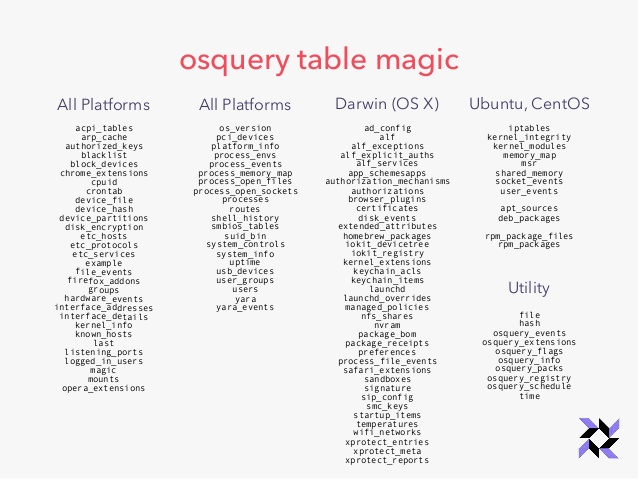 osquery table magic
All Platforms
acpi_tables
arp_cache
authorized_keys
blacklist
block_devices
chrome_extensions
cpuid
crontab
device_file
device_hash
device_partitions
disk_encryption
etc_hosts
etc_protocols
etc_services
example
file_events
firefox_addons
groups
hardware_events
interface_addresses
interface_details
kernel_info
known_hosts
last
listening_ports
logged_in_users
magic
mounts
opera_extensions
All Platforms
os_version
pci_devices
platform_info
process_envs
process_events
process_memory_map
process_open_files
process_open_sockets
processes
routes
shell_history
smbios_tables
suid_bin
system_controls
system_info
uptime
usb_devices
user_groups
users
yara
yara_events
Darwin (OS X)
ad_config
alf
alf_exceptions
alf_explicit_auths
alf_services
app_schemesapps
authorization_mechanisms
authorizations
browser_plugins
certificates
disk_events
extended_attributes
homebrew_packages
iokit_devicetree
iokit_registry
kernel_extensions
keychain_acls
keychain_items
launchd
launchd_overrides
managed_policies
nfs_shares
nvram
package_bom
package_receipts
preferences
process_file_events
safari_extensions
sandboxes
signature
sip_config
smc_keys
startup_items
temperatures
wifi_networks
xprotect_entries
xprotect_meta
xprotect_reports
Ubuntu, CentOS
iptables
kernel_integrity
kernel_modules
memory_map
msr
shared_memory
socket_events
user_events
apt_sources
deb_packages
rpm_package_files
rpm_packages
Utility
file
hash
osquery_events
osquery_extensions
osquery_flags
osquery_info
osquery_packs
osquery_registry
osquery_schedule
time